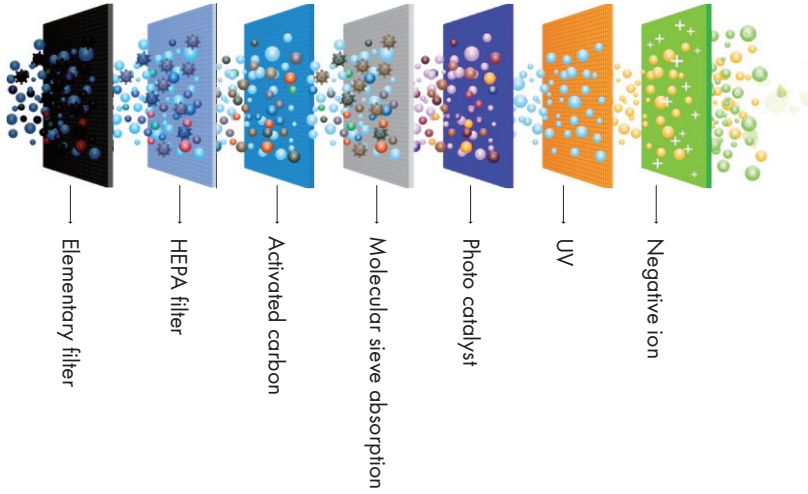 Elementary filter
HEPA filter
Activated carbon
Molecular sieve absorption
Photo catalyst
UV
Negative ion